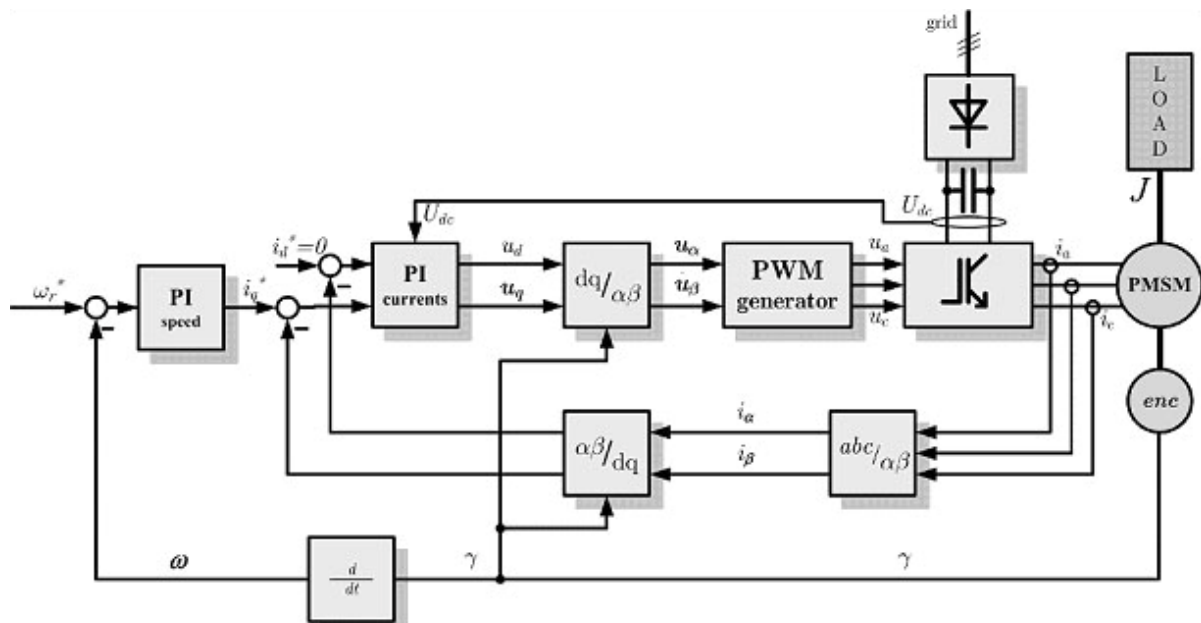 grid
LOAD
J
U_dc
U_dc
i_d*=0
u_d
u_α
u_a
i_a
ω_r*
PI
speed
i_q*
PI
currents
u_q
dq/αβ
u_β
PWM
generator
u_c
i_c
PMSM
enc
αβ/dq
i_α
i_β
abc/αβ
ω
d
dt
γ
γ